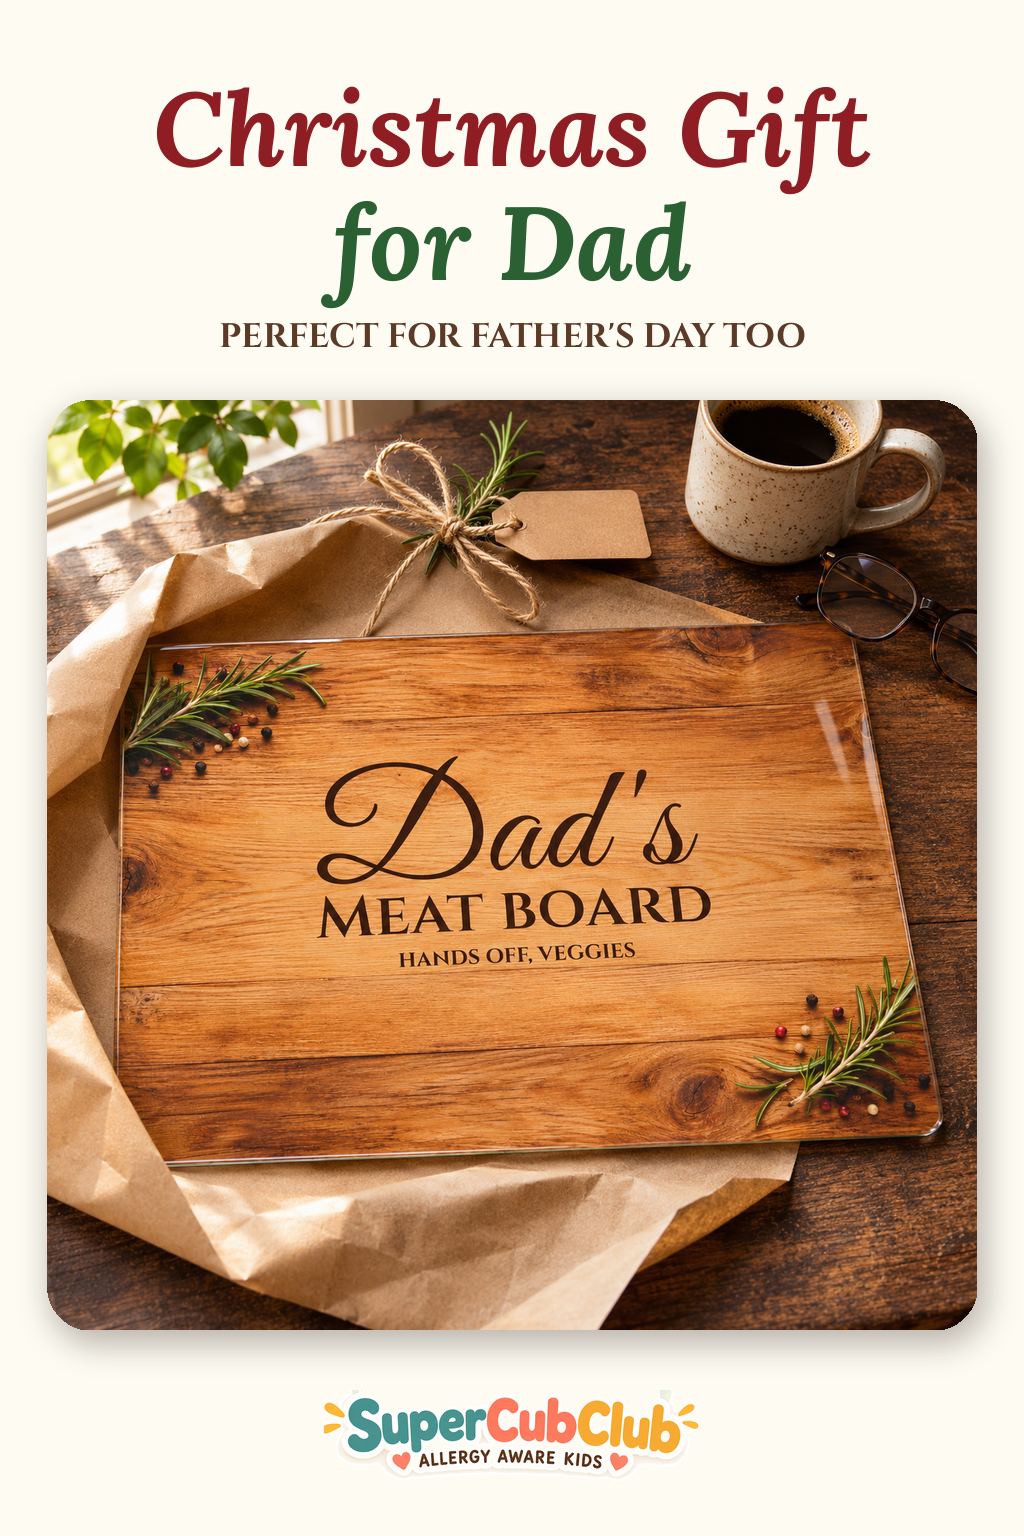 Christmas Gift
for Dad
PERFECT FOR FATHER'S DAY TOO
Dad's
MEAT BOARD
HANDS OFF, VEGGIES
SuperCubClub
ALLERGY AWARE KIDS